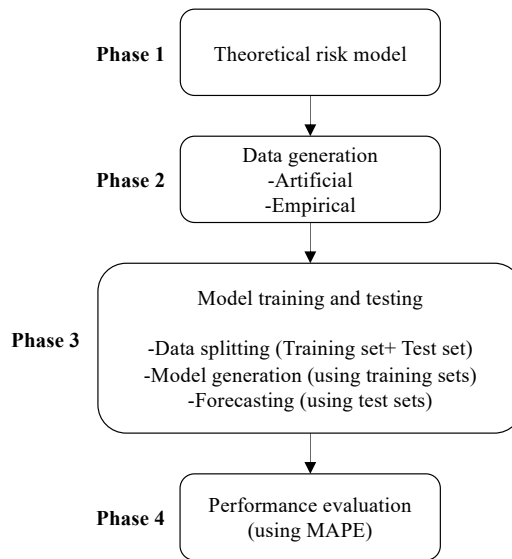 Phase 1
Theoretical risk model
Phase 2
Data generation
-Artificial
-Empirical
Phase 3
Model training and testing
-Data splitting (Training set+ Test set)
-Model generation (using training sets)
-Forecasting (using test sets)
Phase 4
Performance evaluation
(using MAPE)